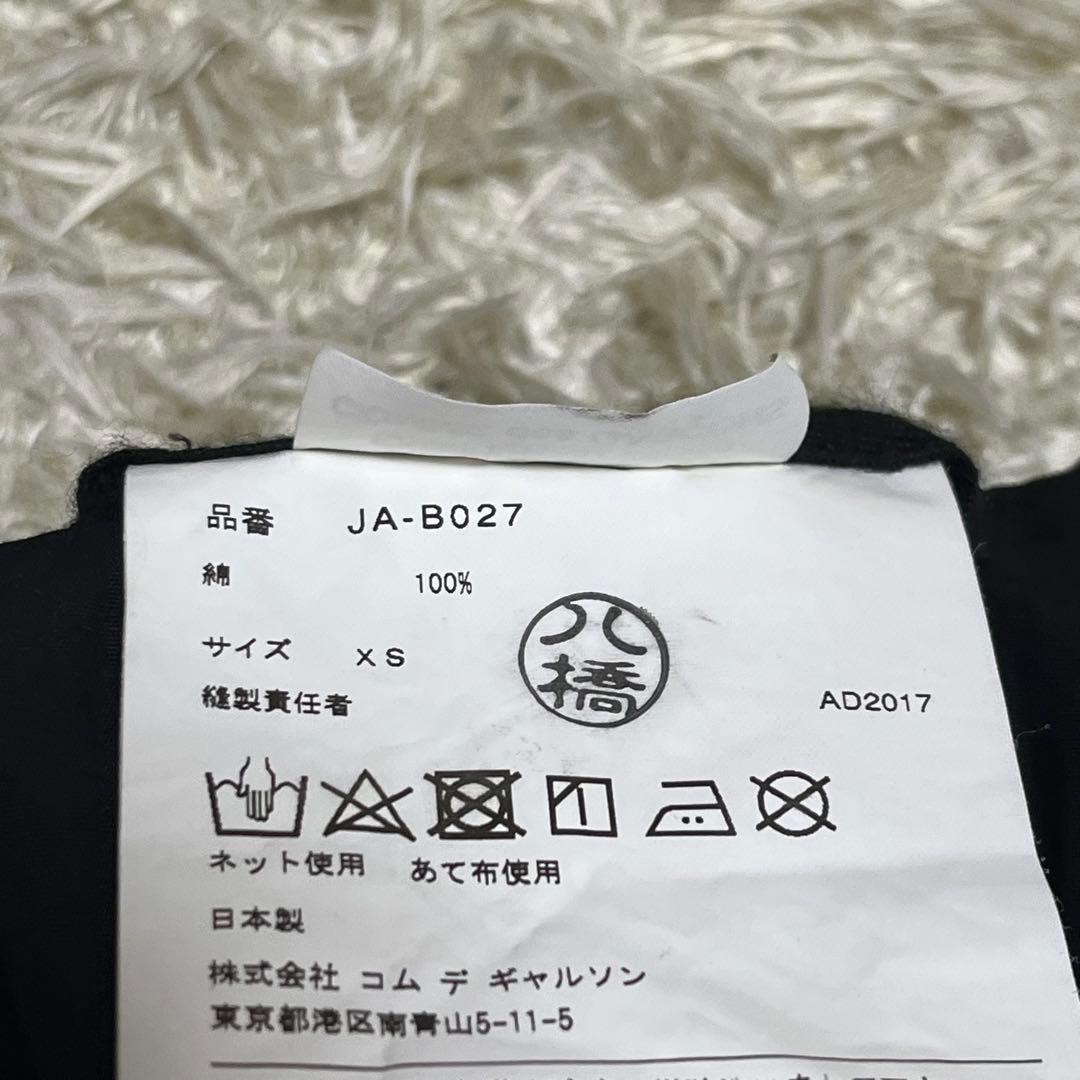 品番 JA-B027
綿 100%
サイズ XS
八橋
縫製責任者 AD2017
ネット使用 あて布使用
日本製
株式会社 コム デ ギャルソン
東京都港区南青山5-11-5